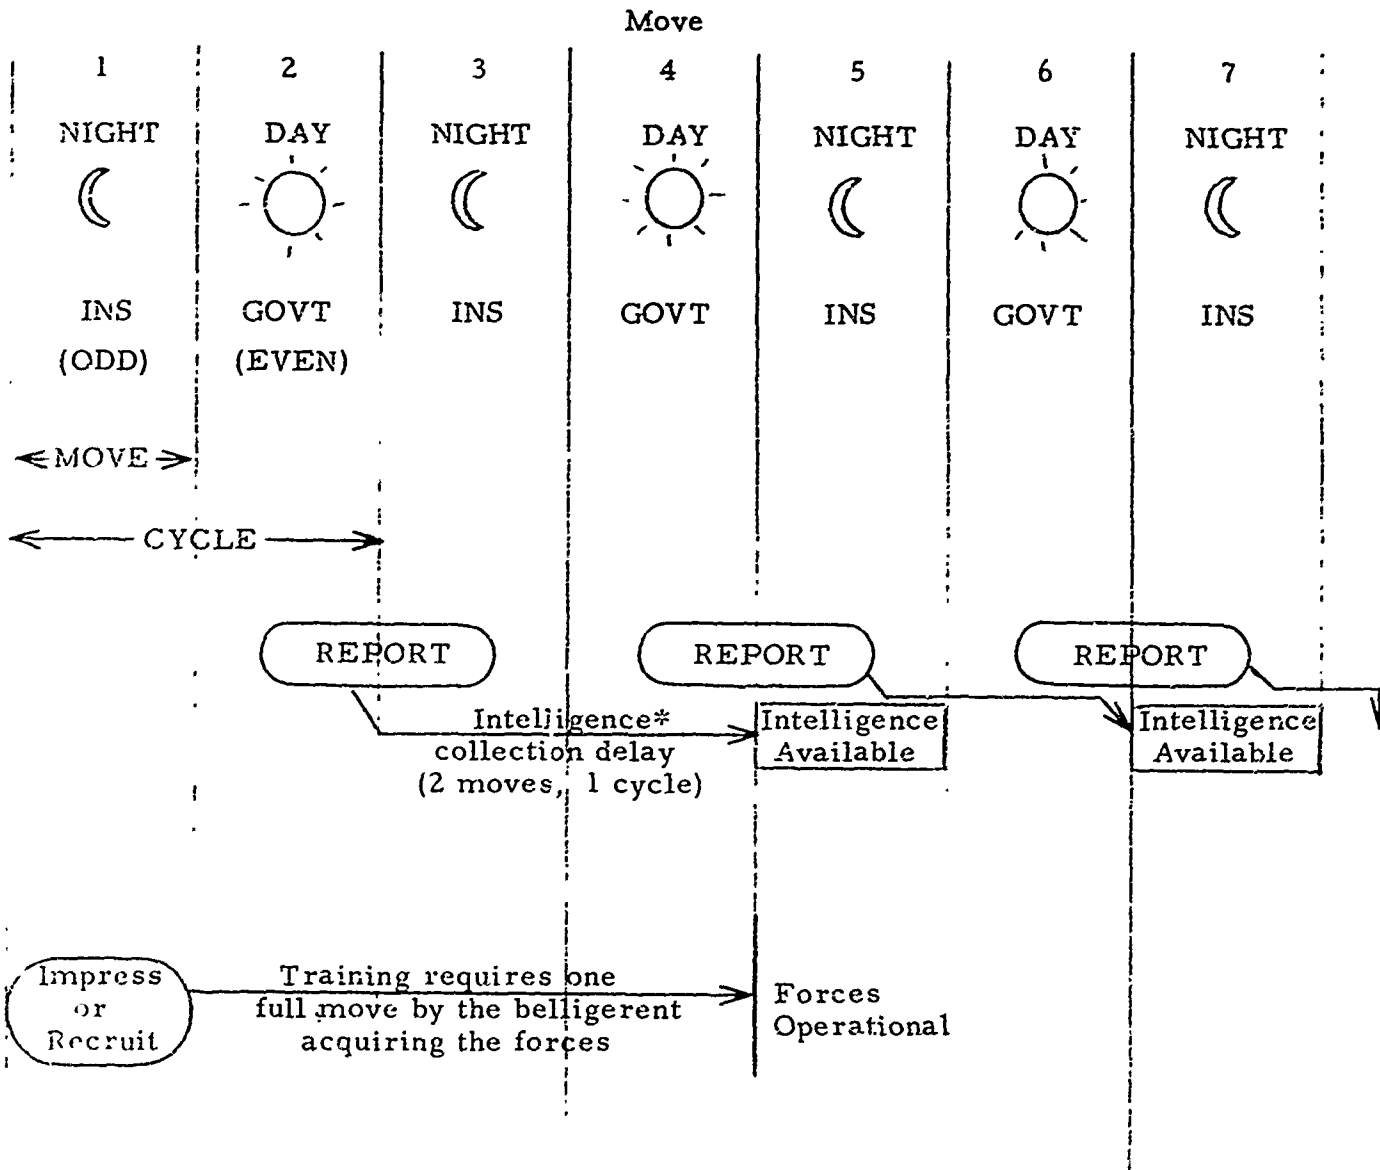 Move
1 2 3 4 5 6 7
NIGHT DAY NIGHT DAY NIGHT DAY NIGHT
INS GOVT INS GOVT INS GOVT INS
(ODD) (EVEN)
MOVE
CYCLE
REPORT REPORT REPORT
Intelligence*
collection delay
(2 moves, 1 cycle)
Intelligence
Available
Intelligence
Available
Impress
or
Recruit
Training requires one
full move by the belligerent
acquiring the forces
Forces
Operational